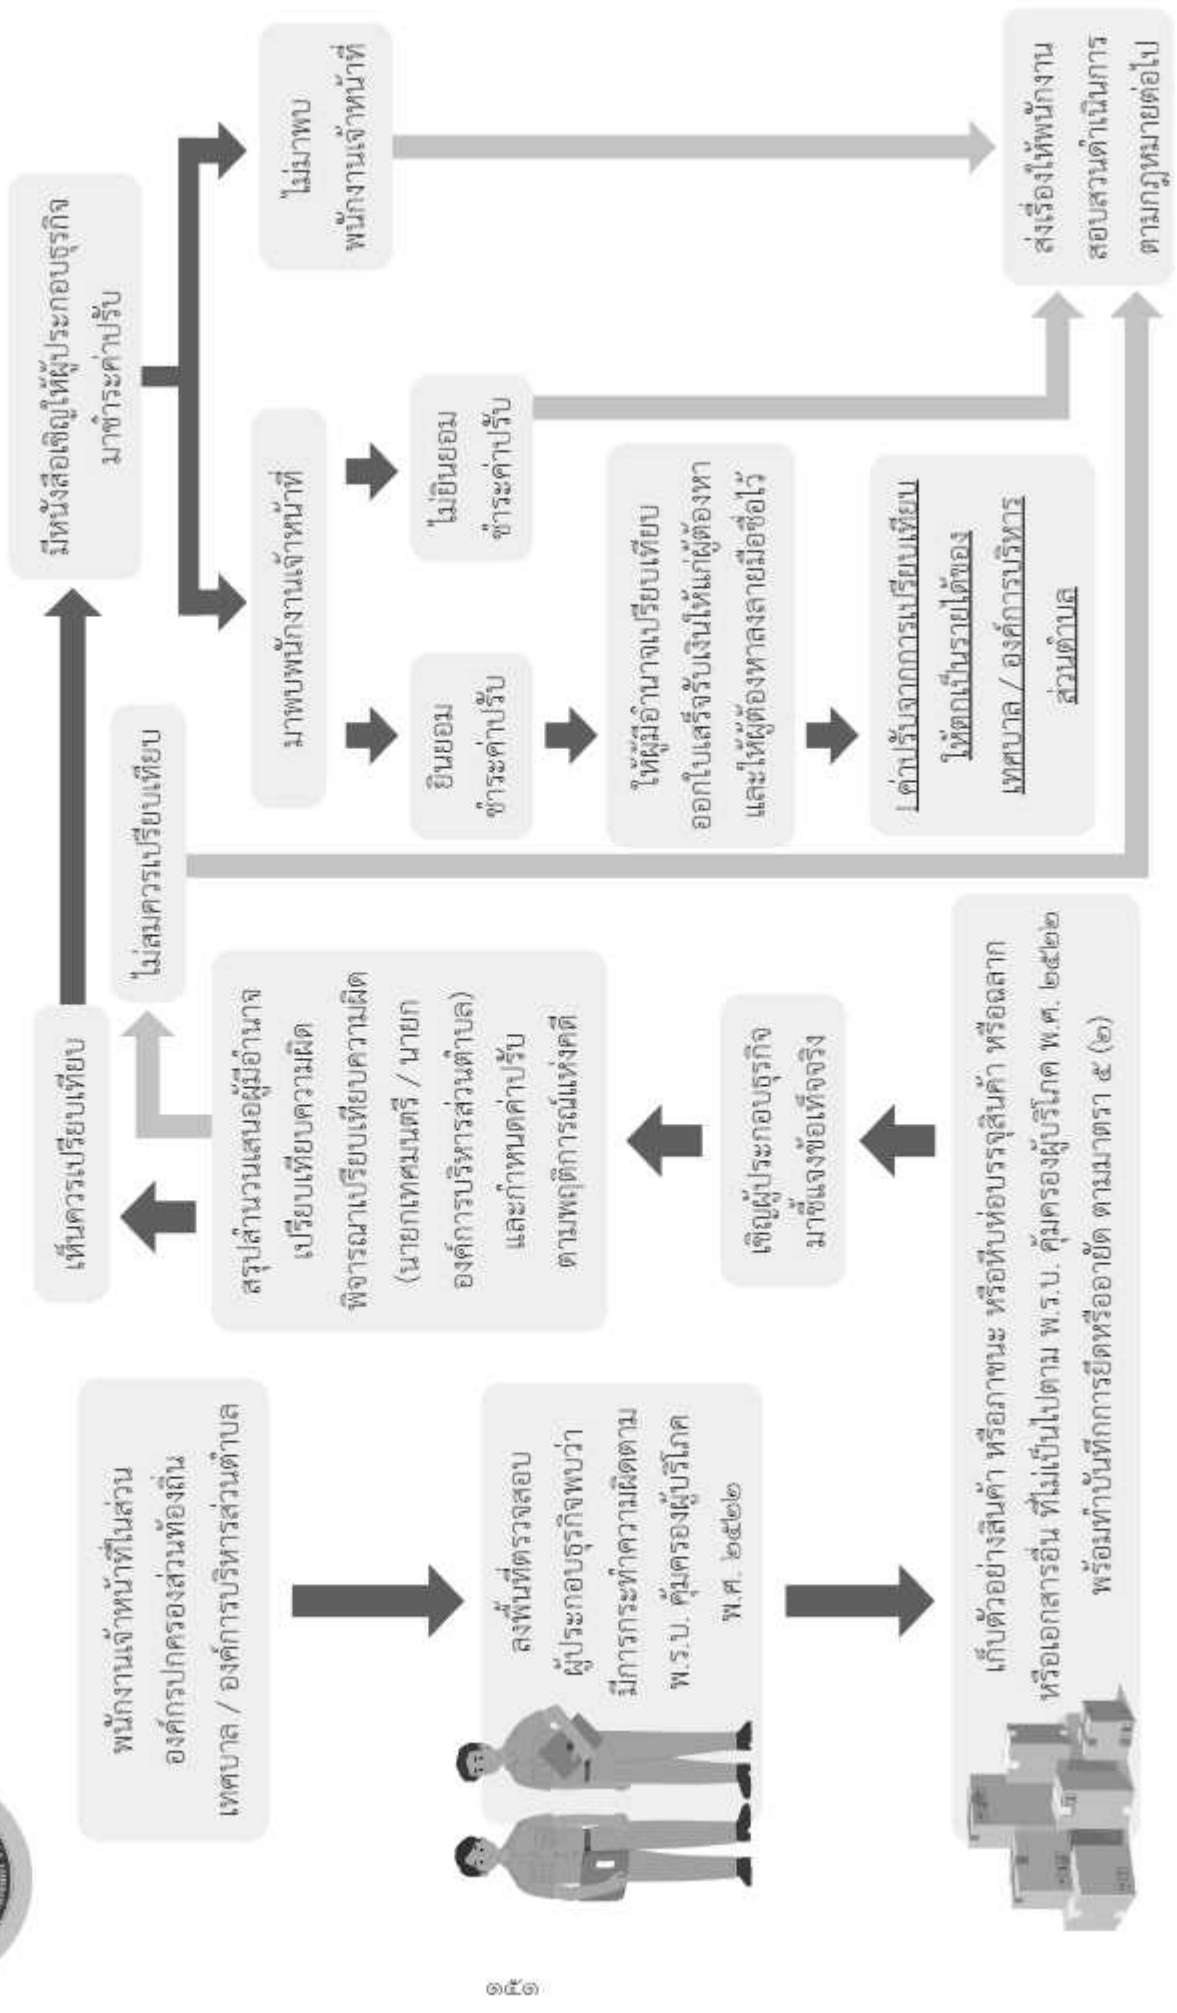 พนักงานเจ้าหน้าที่ในส่วน
องค์กรปกครองส่วนท้องถิ่น
เทศบาล / องค์การบริหารส่วนตำบล
ลงพื้นที่ตรวจสอบ
ผู้ประกอบธุรกิจพบว่า
มีการกระทำความผิดตาม
พ.ร.บ. คุ้มครองผู้บริโภค
พ.ศ. ๒๕๒๒
เก็บตัวอย่างสินค้า หรือภาชนะ หรือหีบห่อบรรจุสินค้า หรือฉลาก
หรือเอกสารอื่น ที่ไม่เป็นไปตาม พ.ร.บ. คุ้มครองผู้บริโภค พ.ศ. ๒๕๒๒
พร้อมทำบันทึกการยึดหรืออายัด ตามมาตรา ๕ (๒)
เชิญผู้ประกอบธุรกิจ
มาชี้แจงข้อเท็จจริง
สรุปสำนวนเสนอผู้มีอำนาจ
เปรียบเทียบความผิด
พิจารณาเปรียบเทียบความผิด
(นายกเทศมนตรี / นายก
องค์การบริหารส่วนตำบล)
และกำหนดค่าปรับ
ตามพฤติการณ์แห่งคดี
เห็นควรเปรียบเทียบ
ไม่สมควรเปรียบเทียบ
มีหนังสือเชิญให้ผู้ประกอบธุรกิจ
มาชำระค่าปรับ
มาพบพนักงานเจ้าหน้าที่
ไม่มาพบ
พนักงานเจ้าหน้าที่
ยินยอม
ชำระค่าปรับ
ไม่ยินยอม
ชำระค่าปรับ
ให้ผู้มีอำนาจเปรียบเทียบ
ออกใบเสร็จรับเงินให้แก่ผู้ต้องหา
และให้ผู้ต้องหาลงลายมือชื่อไว้
! ค่าปรับจากการเปรียบเทียบ
ให้ตกเป็นรายได้ของ
เทศบาล / องค์การบริหาร
ส่วนตำบล
ส่งเรื่องให้พนักงาน
สอบสวนดำเนินการ
ตามกฎหมายต่อไป
๑๕๑